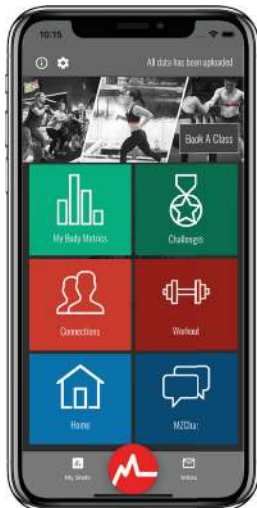 10:15
All data has been uploaded
Book A Class
My Body Metrics
Challenges
Connections
Workout
Home
MZChat
My Stats
Inbox